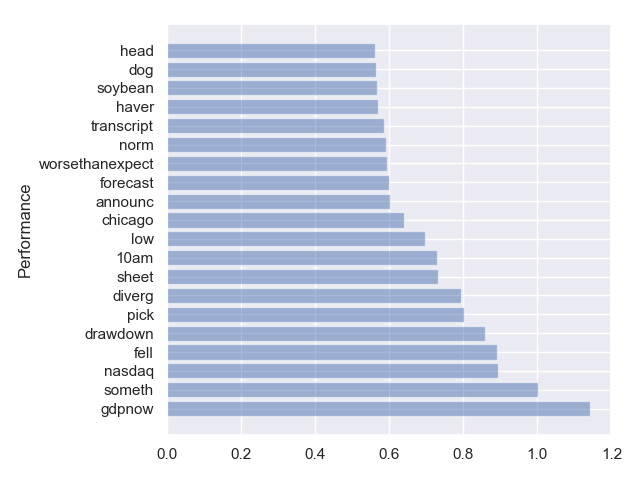 head
dog
soybean
haver
transcript
norm
worsethanexpect
forecast
announc
chicago
low
10am
sheet
diverg
pick
drawdown
fell
nasdaq
someth
gdpnow
Performance
0.0 0.2 0.4 0.6 0.8 1.0 1.2